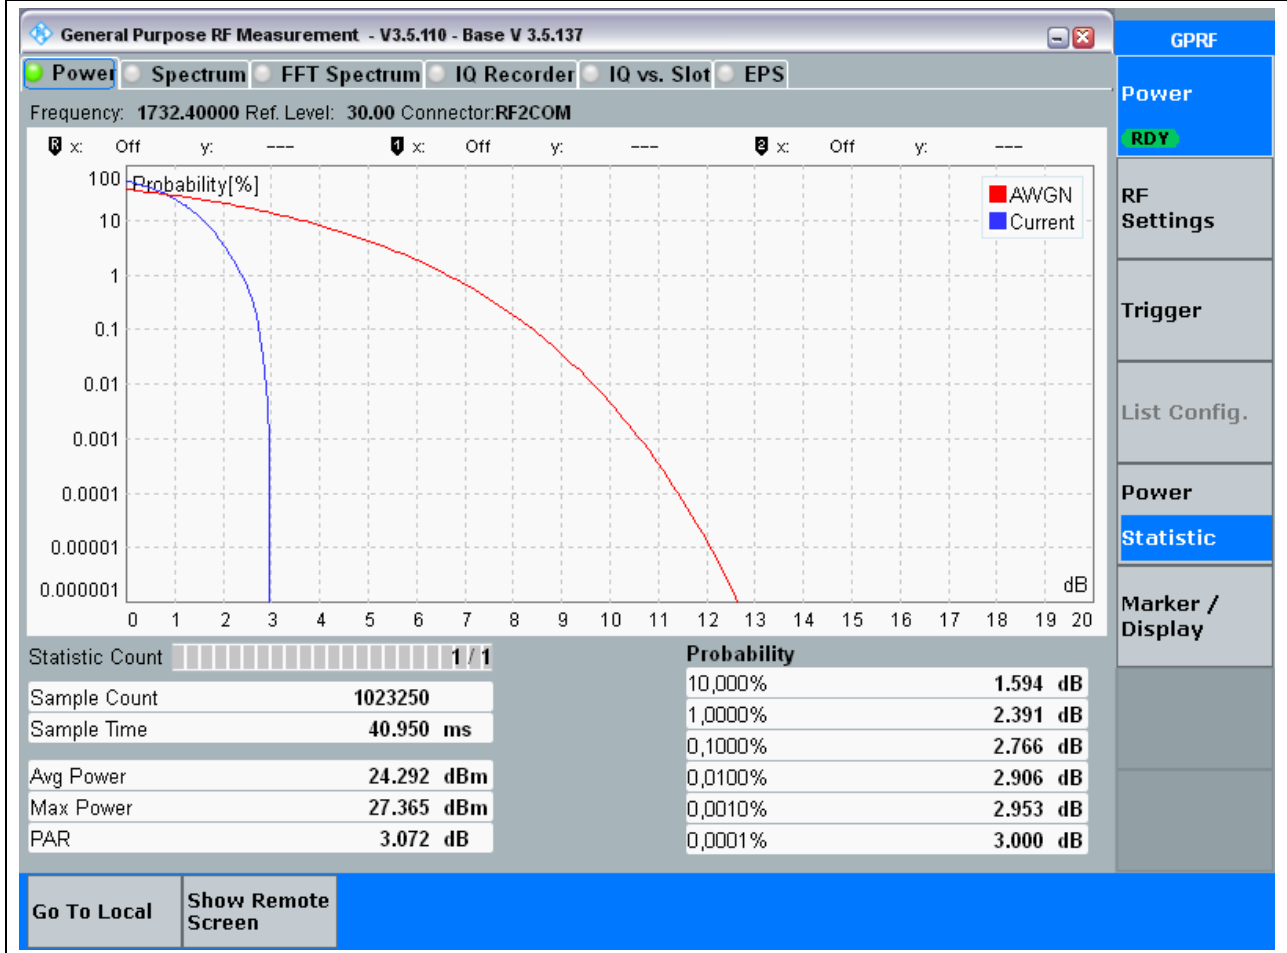 General Purpose RF Measurement - V3.5.110 - Base V 3.5.137
GPRF
Power Spectrum FFT Spectrum IQ Recorder IQ vs. Slot EPS
Power
RDY
Frequency: 1732.40000 Ref. Level: 30.00 Connector:RF2COM
R x: Off y: --- 1 x: Off y: --- 2 x: Off y: ---
Probability[%]
AWGN
Current
100
10
1
0.1
0.01
0.001
0.0001
0.00001
0.000001
dB
0 1 2 3 4 5 6 7 8 9 10 11 12 13 14 15 16 17 18 19 20
RF
Settings
Trigger
List Config.
Power
Statistic
Marker /
Display
Statistic Count 1 / 1
Sample Count 1023250
Sample Time 40.950 ms
Avg Power 24.292 dBm
Max Power 27.365 dBm
PAR 3.072 dB
Probability
10,000% 1.594 dB
1,0000% 2.391 dB
0,1000% 2.766 dB
0,0100% 2.906 dB
0,0010% 2.953 dB
0,0001% 3.000 dB
Go To Local
Show Remote
Screen